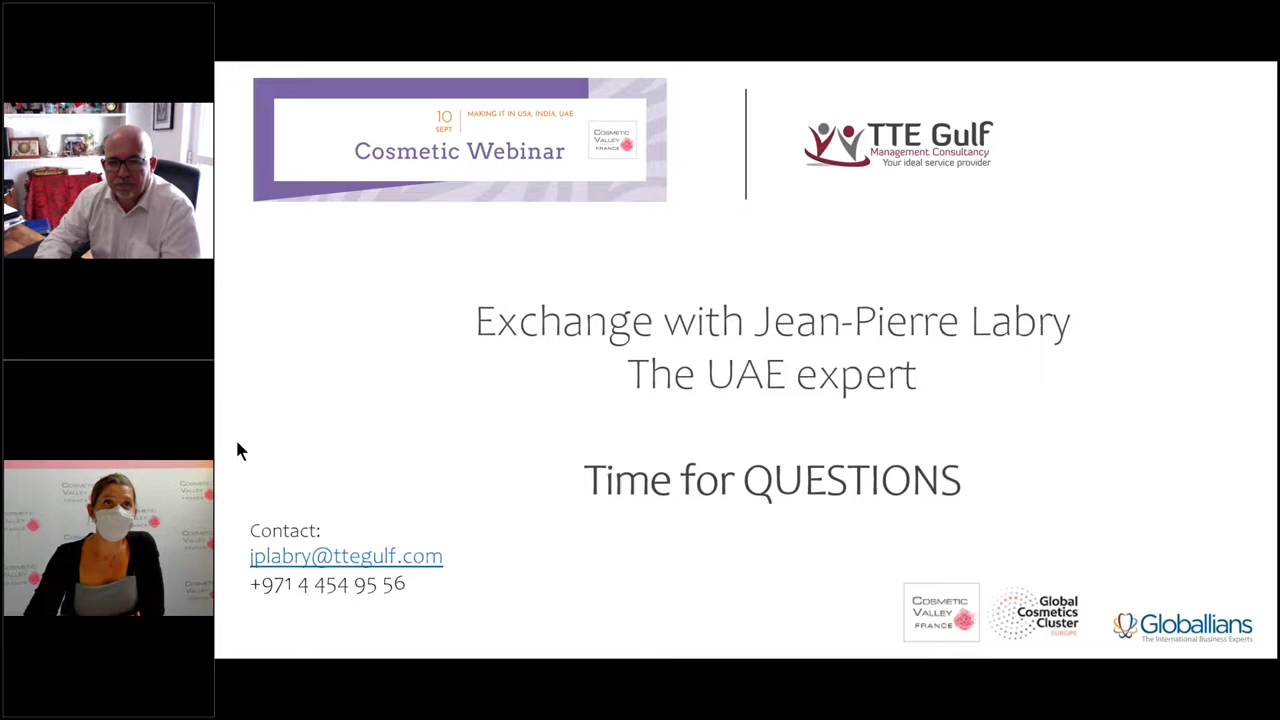 10
SEPT
MAKING IT IN USA, INDIA, UAE
Cosmetic Webinar
COSMETIC
VALLEY
FRANCE
TTE Gulf
Management Consultancy
Your ideal service provider
Exchange with Jean-Pierre Labry
The UAE expert
Time for QUESTIONS
Contact:
jplabry@ttegulf.com
+971 4 454 95 56
COSMETIC
VALLEY
FRANCE
Global
Cosmetics
Cluster
EUROPE
Globallians
The International Business Experts